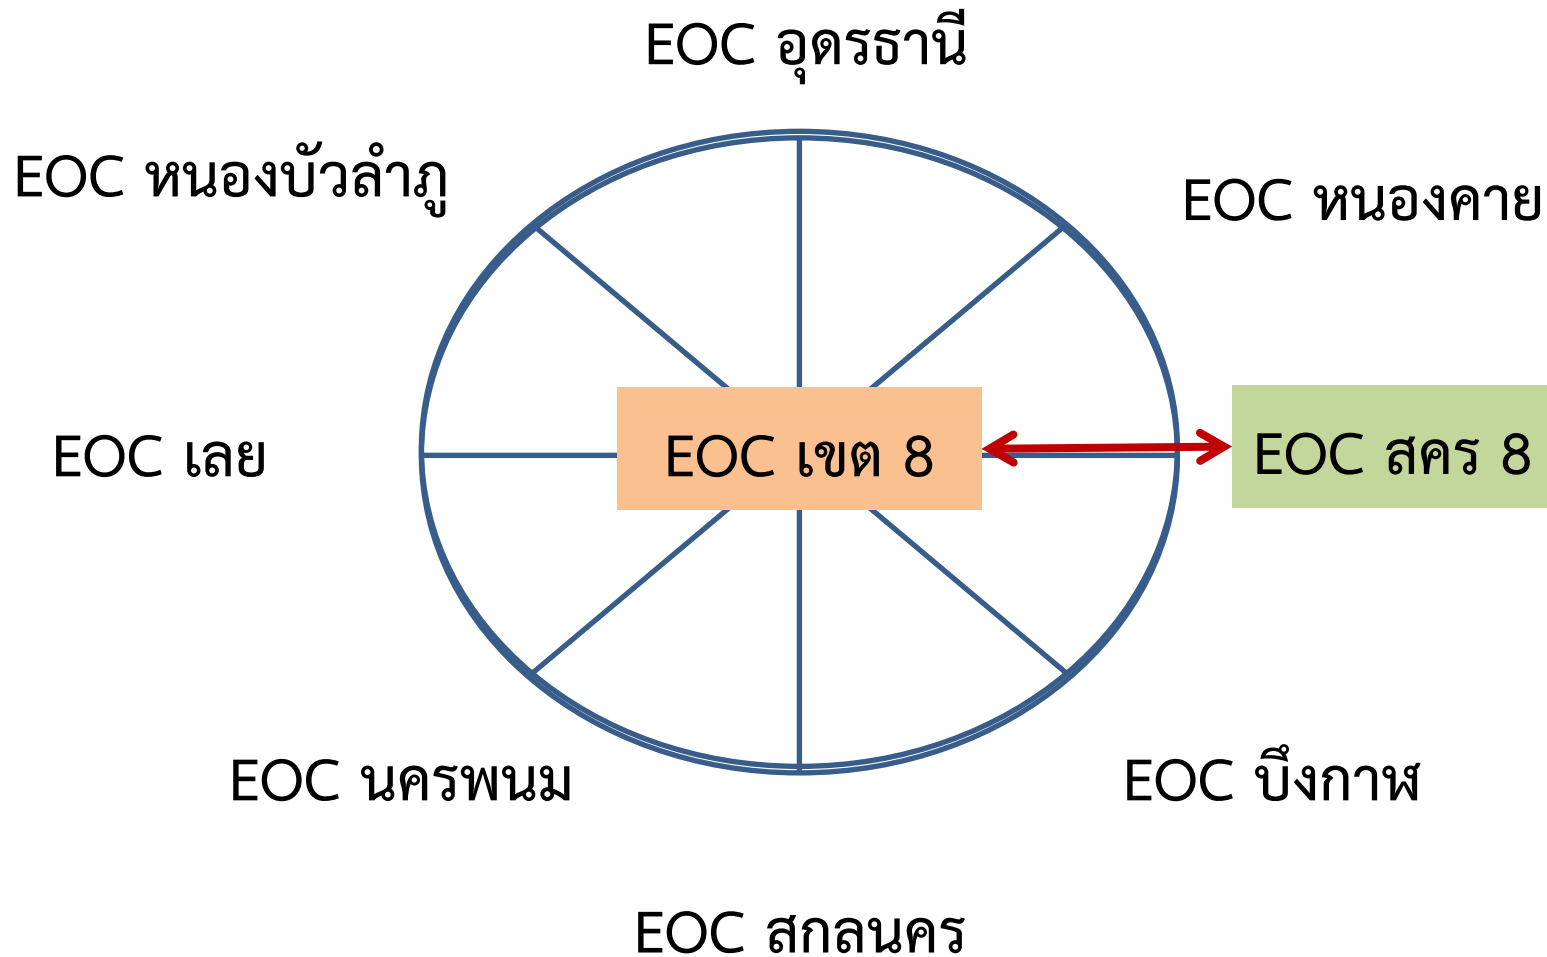 EOC อุดรธานี
EOC หนองบัวลำภู
EOC หนองคาย
EOC เลย
EOC เขต 8
EOC สคร 8
EOC นครพนม
EOC บึงกาฬ
EOC สกลนคร